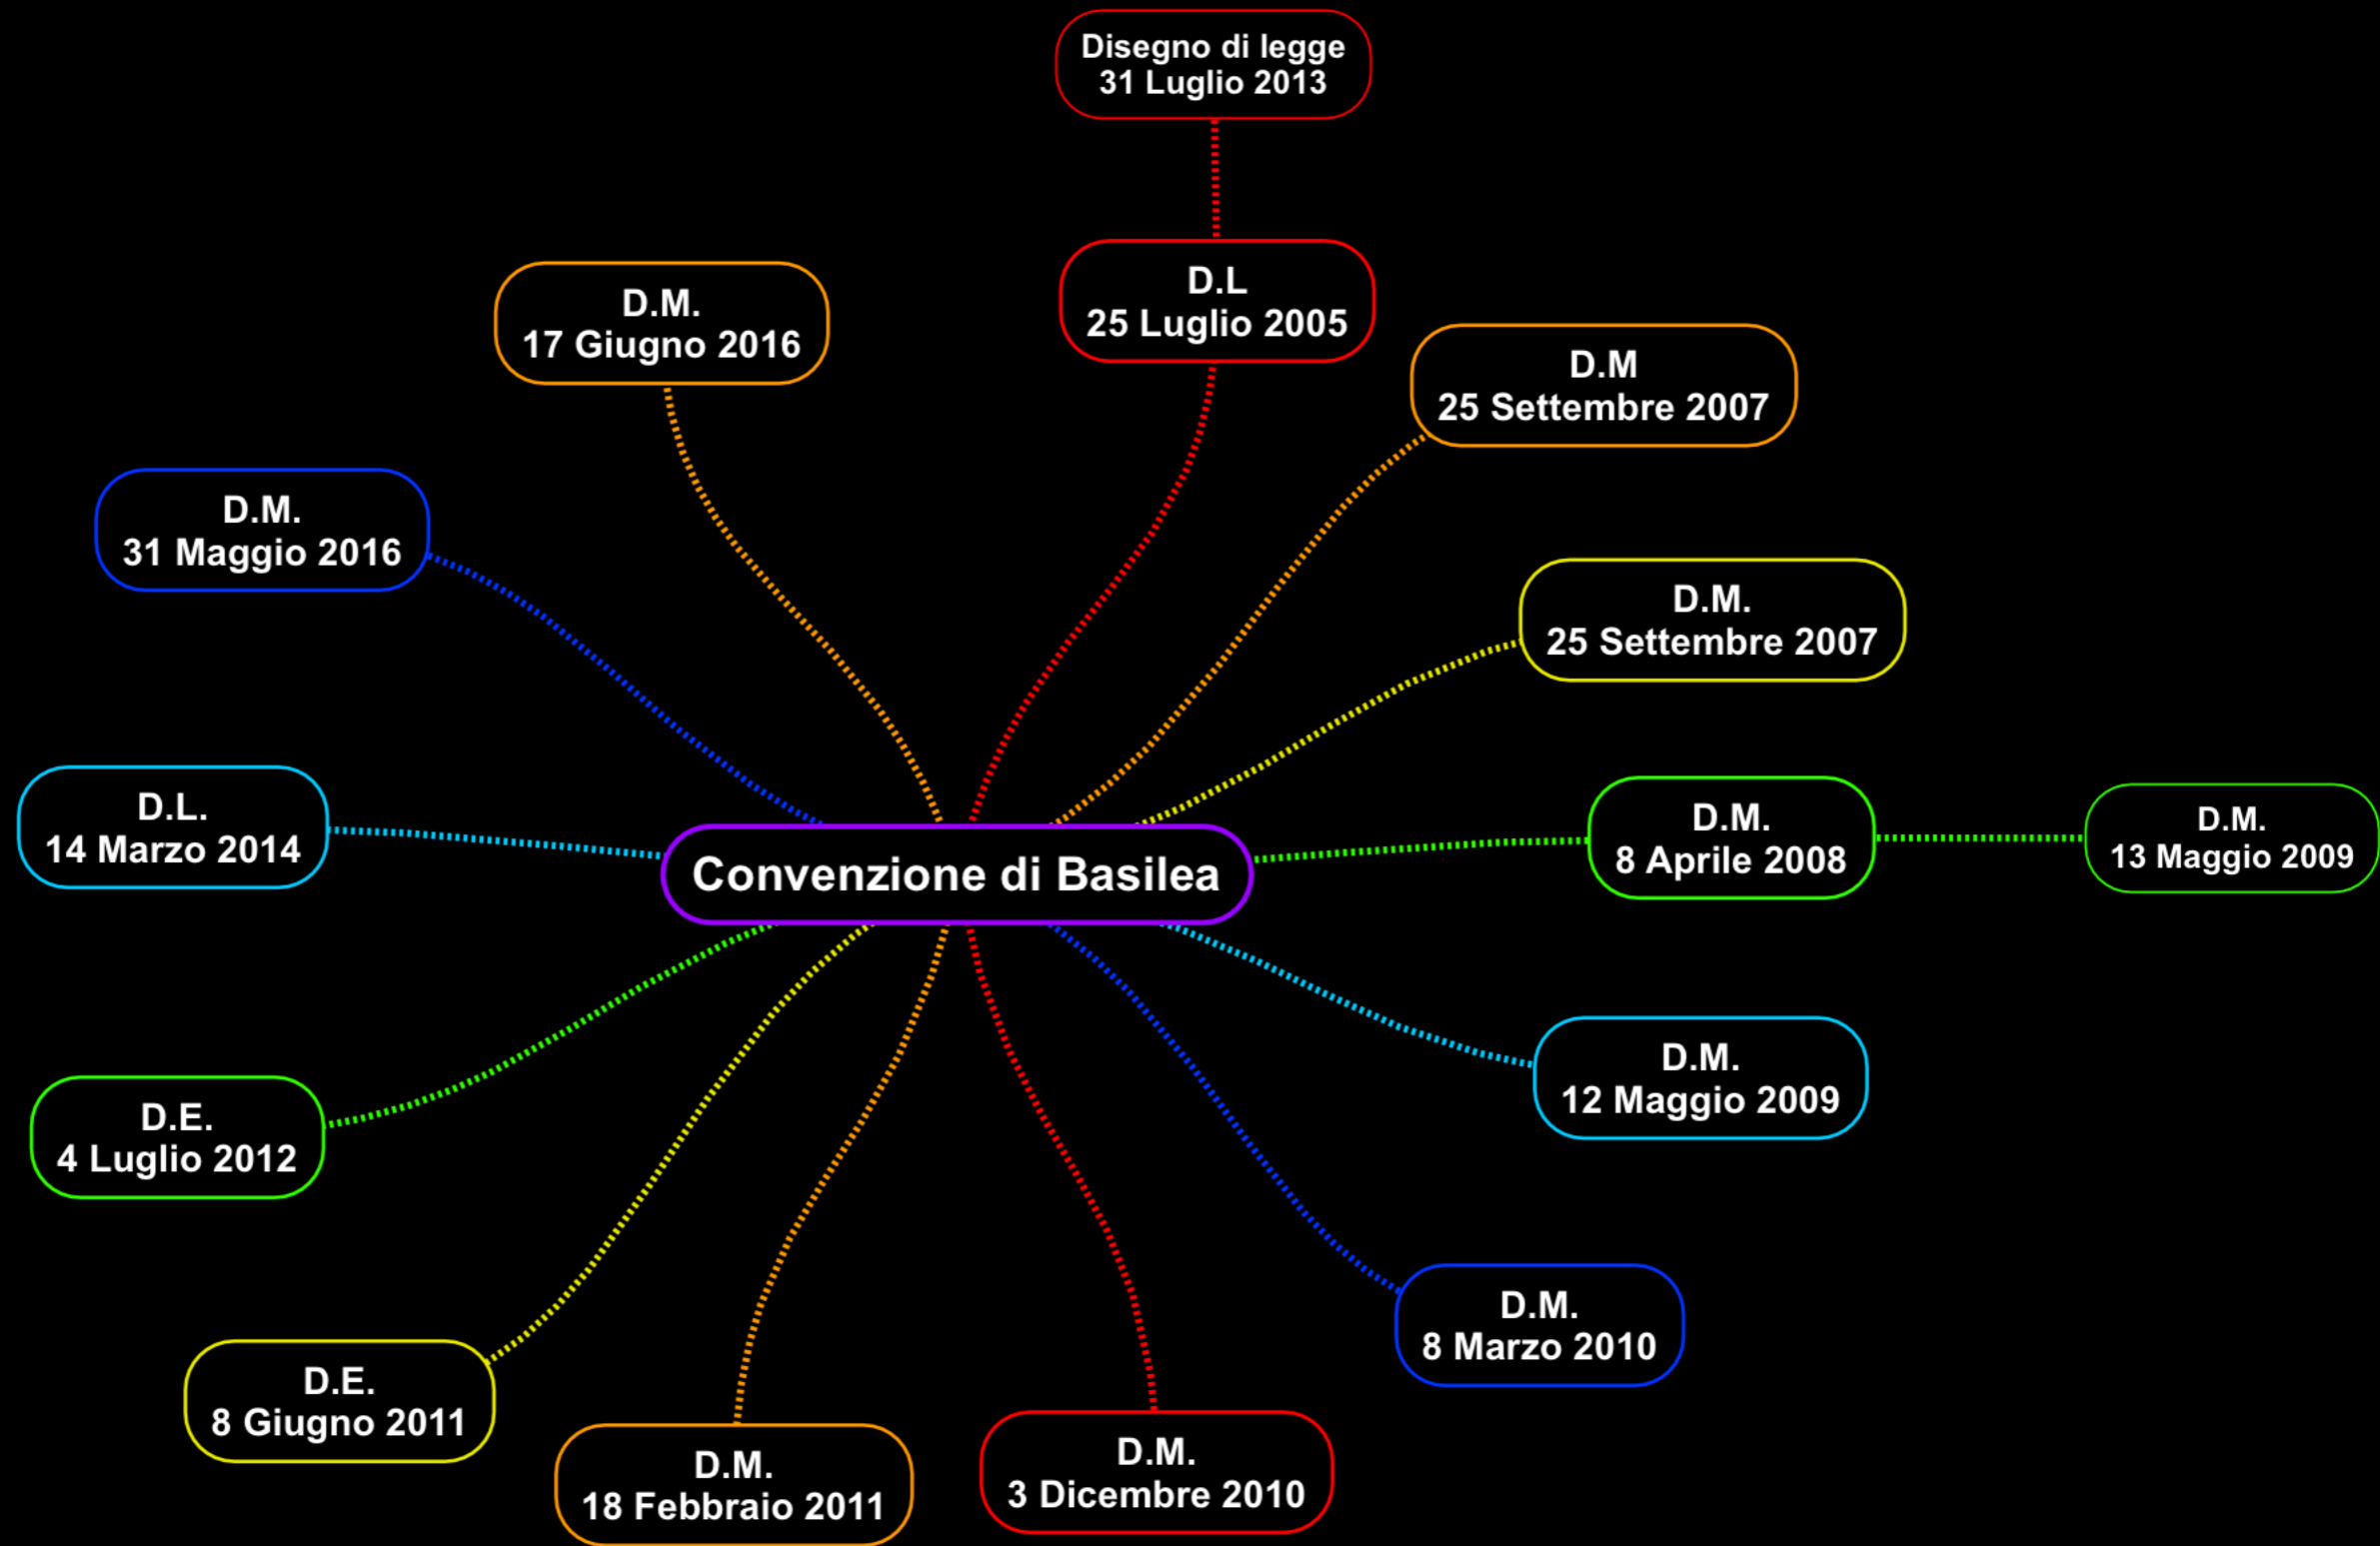 Disegno di legge
31 Luglio 2013
D.L
25 Luglio 2005
D.M.
17 Giugno 2016
D.M
25 Settembre 2007
D.M.
31 Maggio 2016
D.M.
25 Settembre 2007
D.L.
14 Marzo 2014
Convenzione di Basilea
D.M.
8 Aprile 2008
D.M.
13 Maggio 2009
D.M.
12 Maggio 2009
D.E.
4 Luglio 2012
D.M.
8 Marzo 2010
D.E.
8 Giugno 2011
D.M.
18 Febbraio 2011
D.M.
3 Dicembre 2010